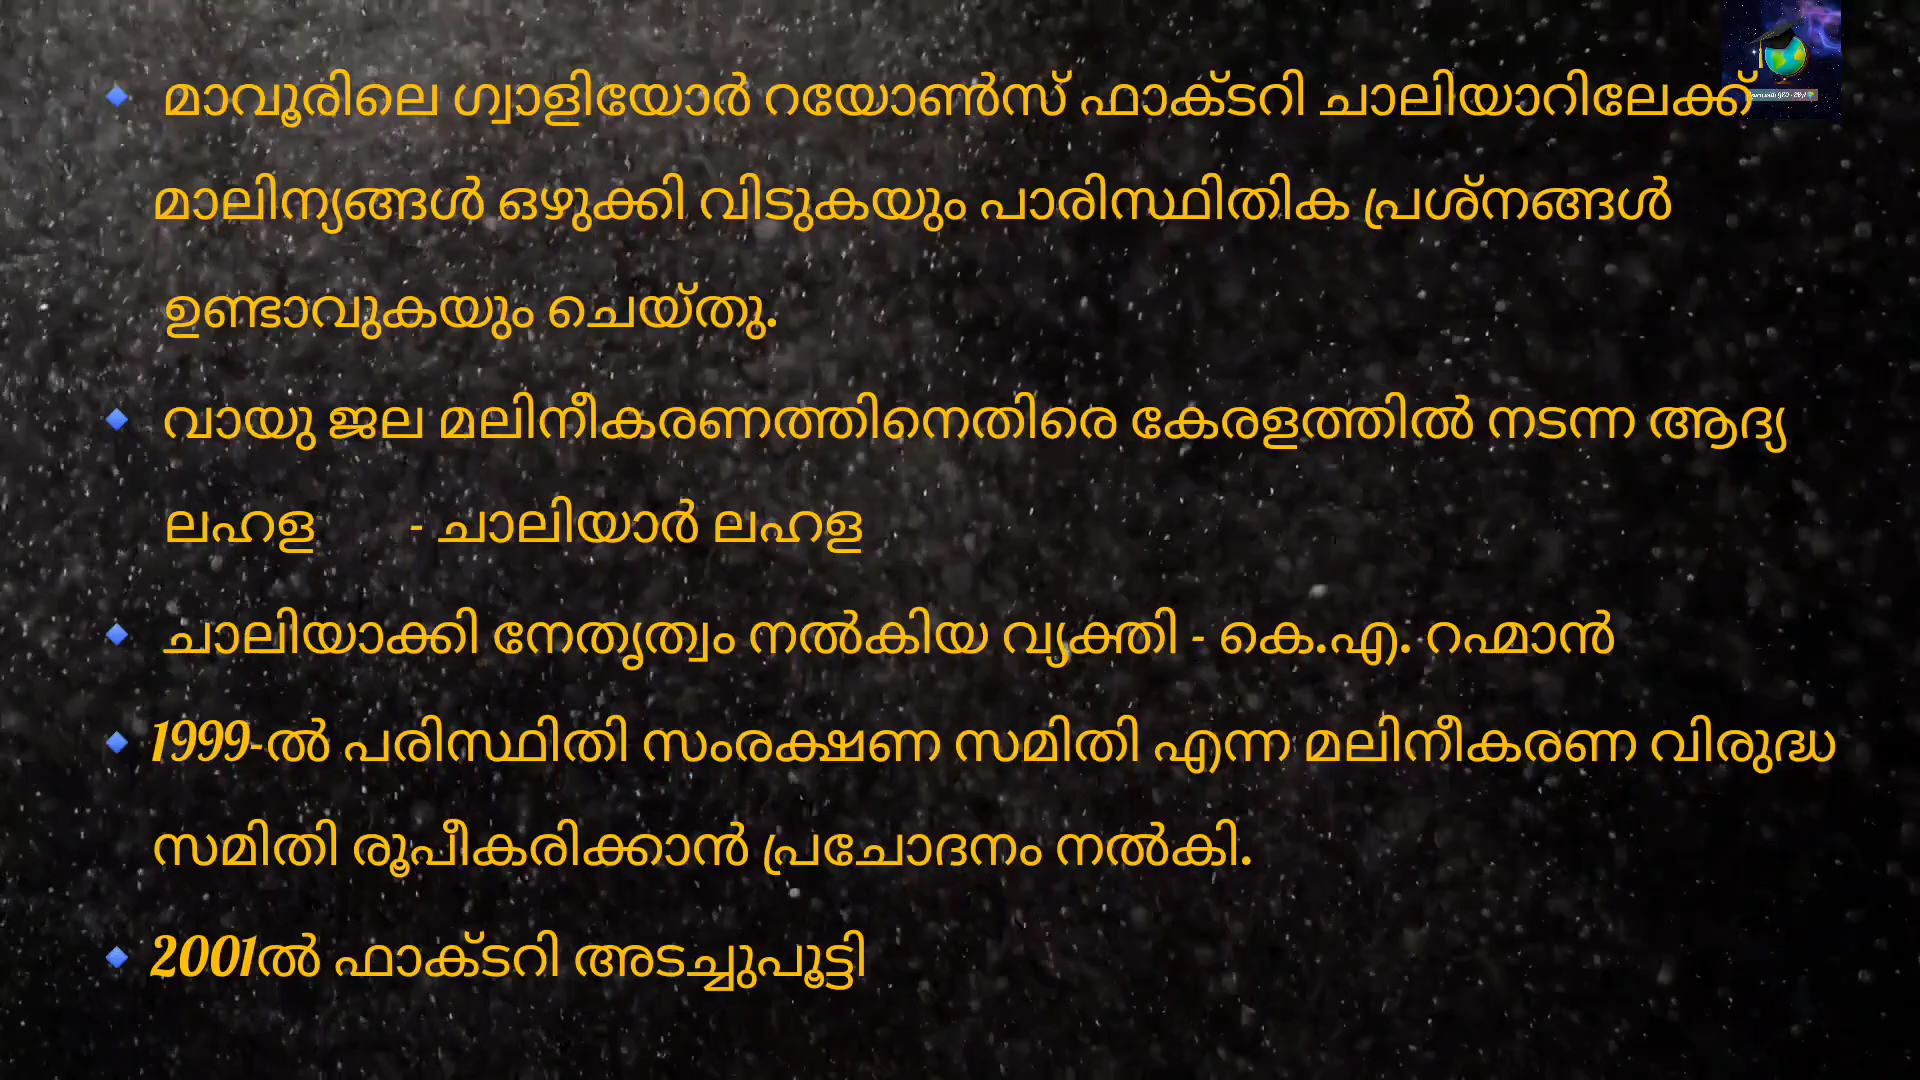 മാവൂരിലെ ഗ്വാളിയോർ റയോൺസ് ഫാക്ടറി ചാലിയാറിലേക്ക്
മാലിന്യങ്ങൾ ഒഴുക്കി വിടുകയും പാരിസ്ഥിതിക പ്രശ്നങ്ങൾ
ഉണ്ടാവുകയും ചെയ്തു.
വായു ജല മലിനീകരണത്തിനെതിരെ കേരളത്തിൽ നടന്ന ആദ്യ
ലഹള - ചാലിയാർ ലഹള
ചാലിയാക്കി നേതൃത്വം നൽകിയ വ്യക്തി - കെ.എ. റഹ്മാൻ
1999-ൽ പരിസ്ഥിതി സംരക്ഷണ സമിതി എന്ന മലിനീകരണ വിരുദ്ധ
സമിതി രൂപീകരിക്കാൻ പ്രചോദനം നൽകി.
2001ൽ ഫാക്ടറി അടച്ചുപൂട്ടി